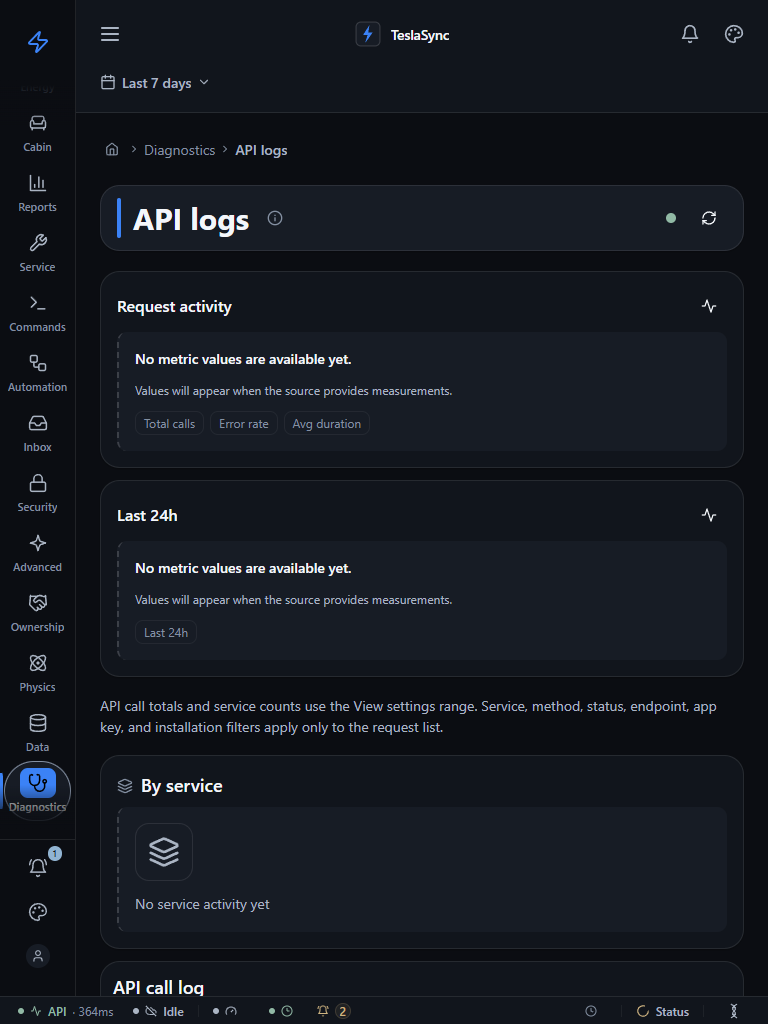 TeslaSync
Last 7 days
Energy
Cabin
Reports
Service
Commands
Automation
Inbox
Security
Advanced
Ownership
Physics
Data
Diagnostics
1
Diagnostics > API logs
API logs
Request activity
No metric values are available yet.
Values will appear when the source provides measurements.
Total calls Error rate Avg duration
Last 24h
No metric values are available yet.
Values will appear when the source provides measurements.
Last 24h
API call totals and service counts use the View settings range. Service, method, status, endpoint, app
key, and installation filters apply only to the request list.
By service
No service activity yet
API call log
API · 364ms Idle 2 Status